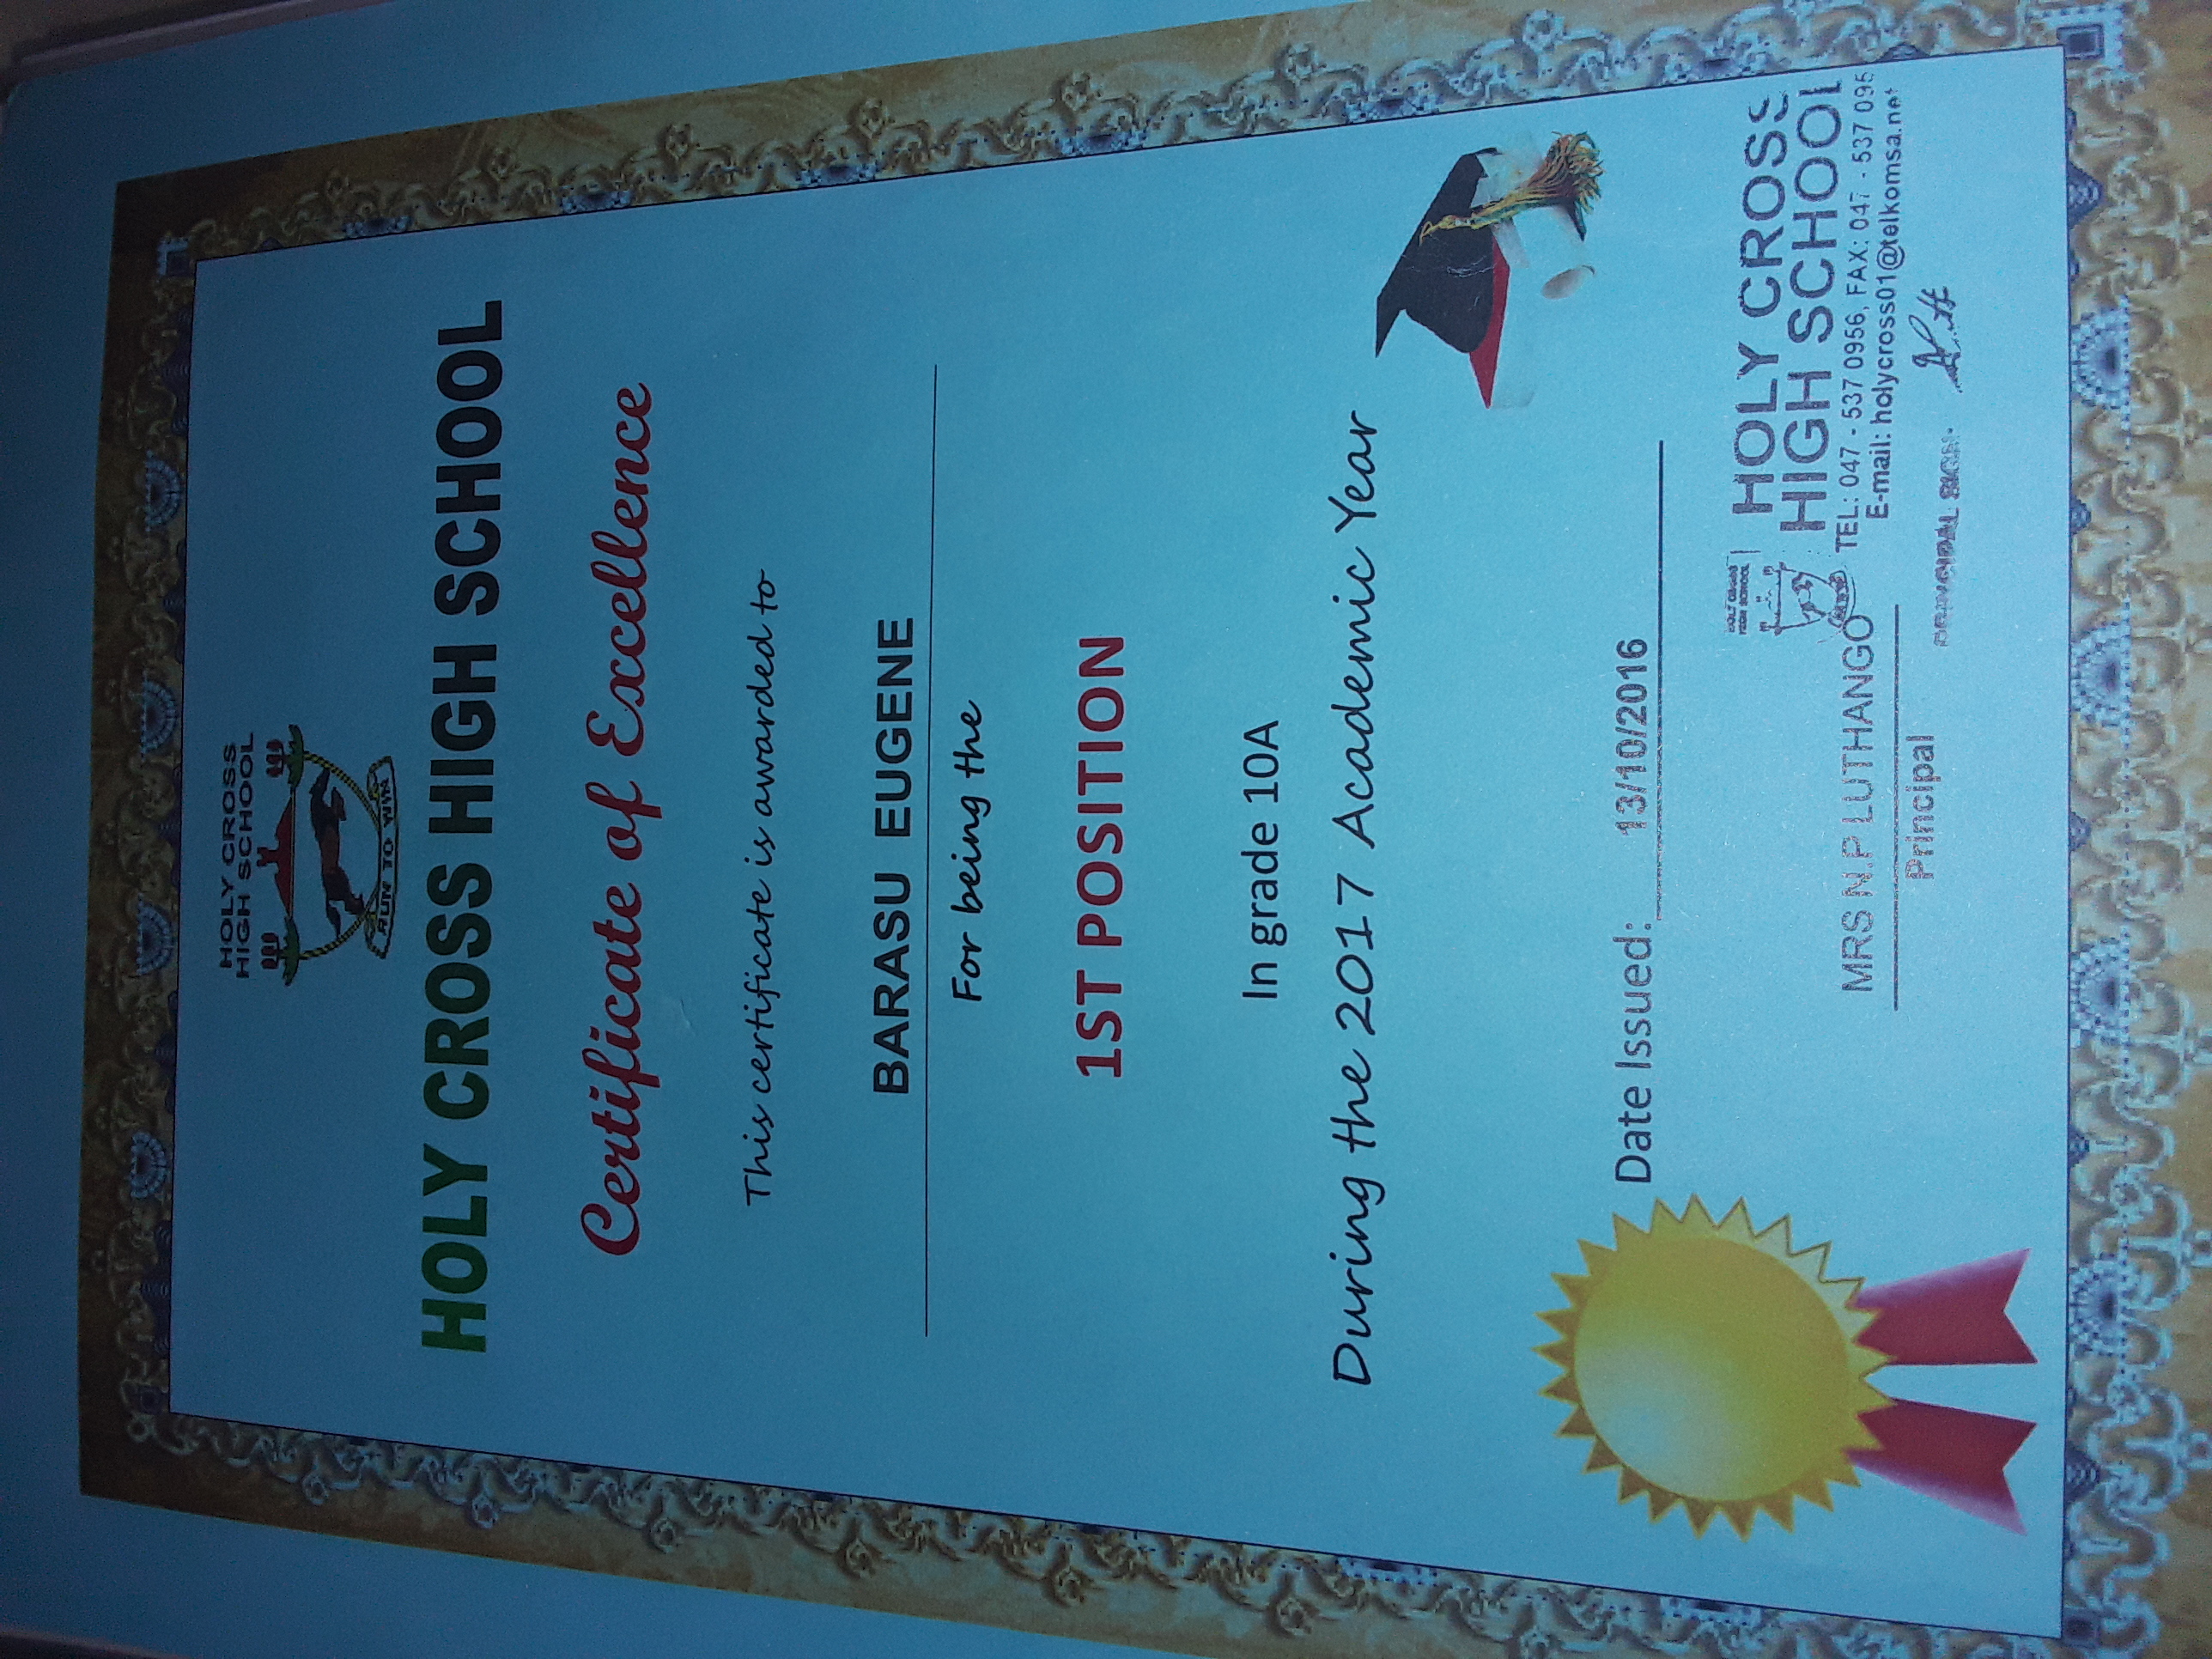 HOLY CROSS
HIGH SCHOOL
RUN TO WIN
HOLY CROSS HIGH SCHOOL
Certificate of Excellence
This certificate is awarded to
BARASU EUGENE
For being the
1ST POSITION
In grade 10A
During the 2017 Academic Year
Date Issued: 13/10/2016
HOLY CROSS
HIGH SCHOOL
HOLY CROSS
HIGH SCHOOL
TEL: 047 - 537 0956, FAX: 047 - 537 095
E-mail: holycross01@telkomsa.net
MRS N.P LUTHANGO
Principal
PRINCIPAL SIGN: